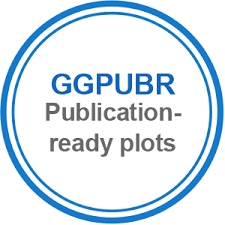 GGPUBR
Publication-
ready plots